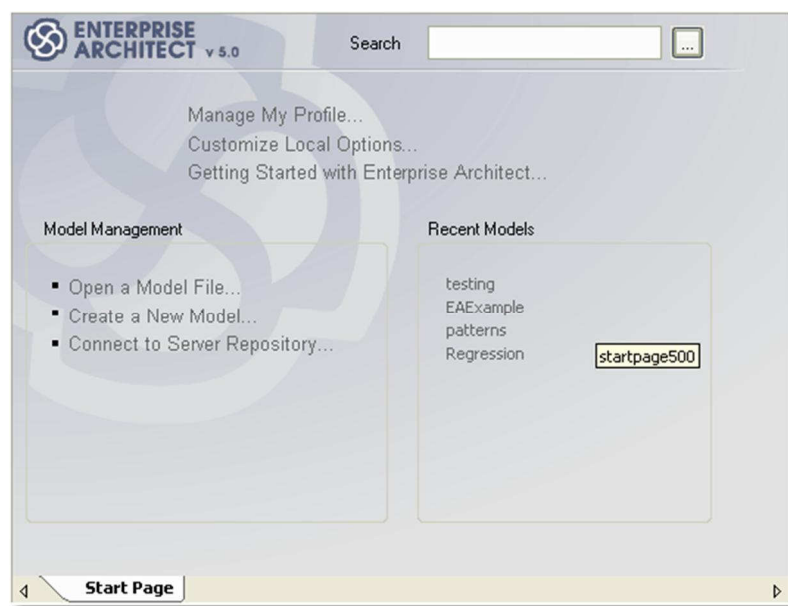 ENTERPRISE
ARCHITECT v 5.0
Search
...
Manage My Profile...
Customize Local Options...
Getting Started with Enterprise Architect...
Model Management
Open a Model File...
Create a New Model...
Connect to Server Repository...
Recent Models
testing
EAExample
patterns
Regression
startpage500
Start Page